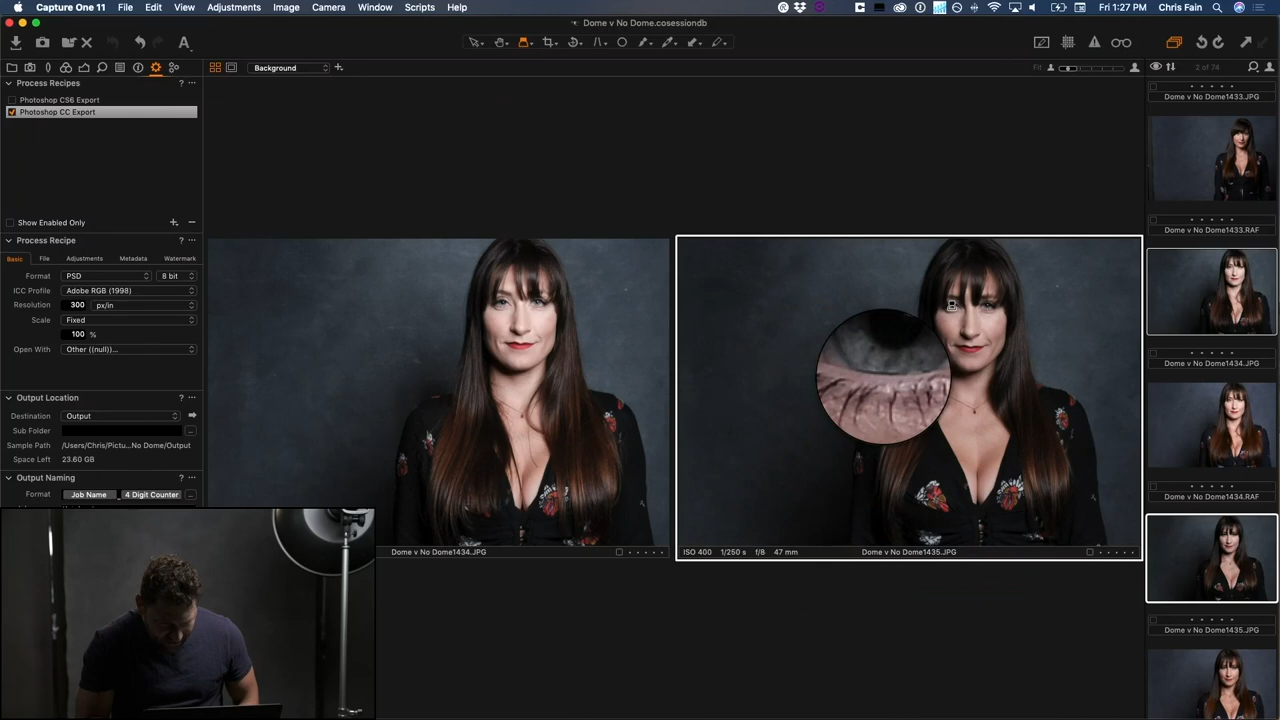 Capture One 11 File Edit View Adjustments Image Camera Window Scripts Help Fri 1:27 PM Chris Fain
Dome v No Dome.cosessiondb
Background
Fit
2 of 74
Process Recipes ? ...
Photoshop CS6 Export
Photoshop CC Export
Show Enabled Only + −
Process Recipe ? ...
Basic File Adjustments Metadata Watermark
Format PSD 8 bit
ICC Profile Adobe RGB (1998)
Resolution 300 px/in
Scale Fixed
100 %
Open With Other ((null))...
Output Location ? ...
Destination Output
Sub Folder ...
Sample Path /Users/Chris/Pictu...No Dome/Output
Space Left 23.60 GB
Output Naming ? ...
Format Job Name 4 Digit Counter ...
Dome v No Dome1434.JPG
ISO 400 1/250 s f/8 47 mm Dome v No Dome1435.JPG
Dome v No Dome1433.JPG
Dome v No Dome1433.RAF
Dome v No Dome1434.JPG
Dome v No Dome1434.RAF
Dome v No Dome1435.JPG